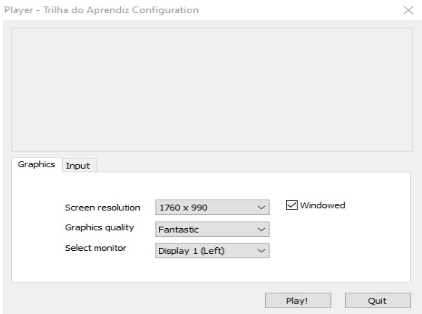 Player - Trilha do Aprendiz Configuration
Graphics Input
Screen resolution 1760 x 990 Windowed
Graphics quality Fantastic
Select monitor Display 1 (Left)
Play! Quit